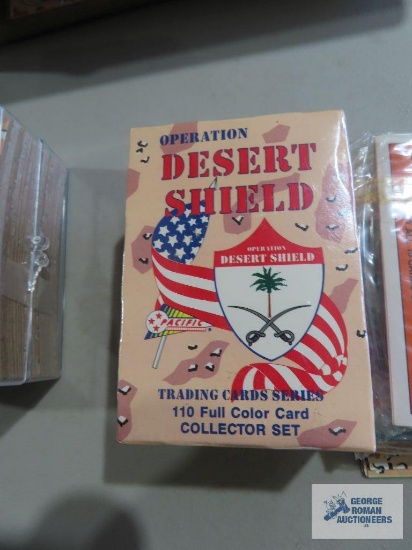 OPERATION
DESERT
SHIELD
OPERATION
DESERT SHIELD
PACIFIC
TRADING CARDS SERIES
110 Full Color Card
COLLECTOR SET
GEORGE
ROMAN
AUCTIONEERS